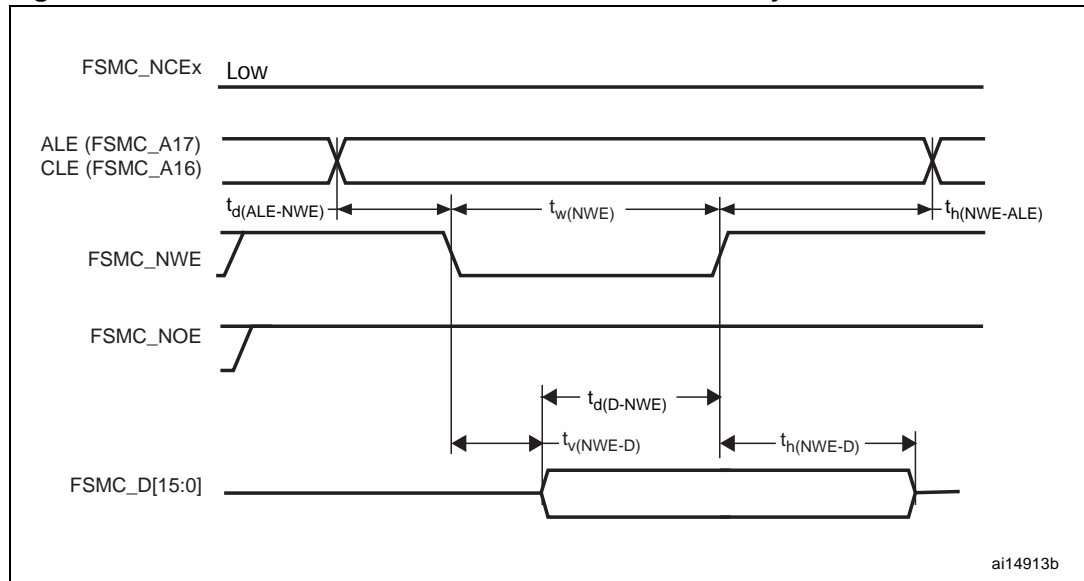 FSMC_NCEx Low
ALE (FSMC_A17)
CLE (FSMC_A16)
td(ALE-NWE) tw(NWE) th(NWE-ALE)
FSMC_NWE
FSMC_NOE
td(D-NWE)
tv(NWE-D) th(NWE-D)
FSMC_D[15:0]
ai14913b